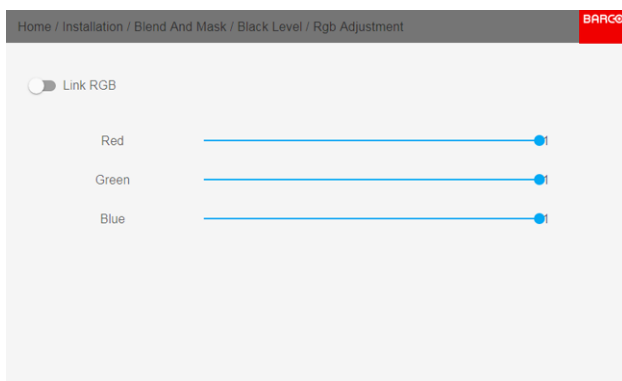 Home / Installation / Blend And Mask / Black Level / Rgb Adjustment
BARCO
Link RGB
Red 1
Green 1
Blue 1